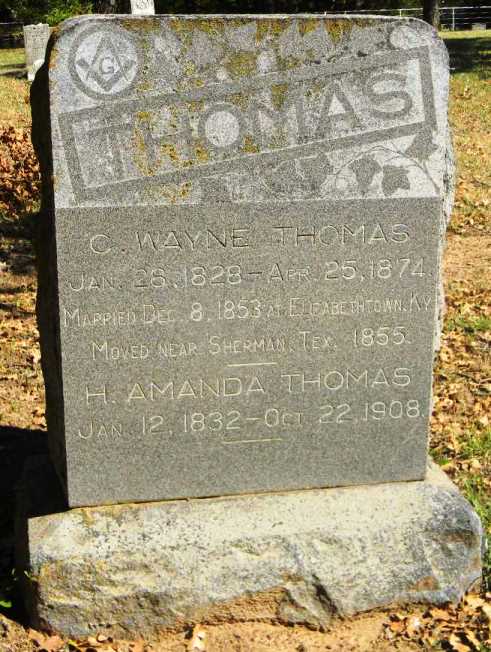 G
THOMAS
C. WAYNE THOMAS
JAN. 28, 1828 – APR. 25, 1874.
MARRIED DEC. 8, 1853 AT ELIZABETHTOWN, KY.
MOVED NEAR SHERMAN, TEX. 1855.
H. AMANDA THOMAS
JAN. 12, 1832 – OCT. 22, 1908.